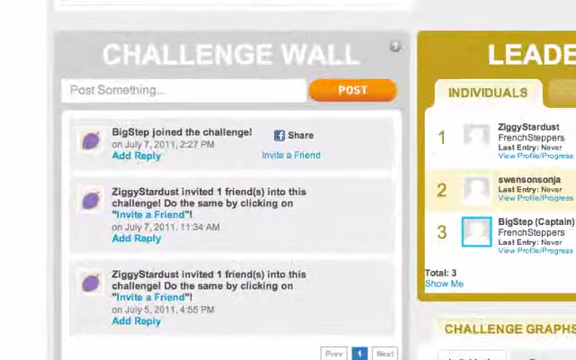 CHALLENGE WALL
?
Post Something...
POST
BigStep joined the challenge!
Share
on July 7, 2011, 2:27 PM
Add Reply
Invite a Friend
ZiggyStardust invited 1 friend(s) into this
challenge! Do the same by clicking on
"Invite a Friend"!
on July 7, 2011, 11:34 AM
Add Reply
ZiggyStardust invited 1 friend(s) into this
challenge! Do the same by clicking on
"Invite a Friend"!
on July 5, 2011, 4:55 PM
Add Reply
Prev
1
Next
LEADE
INDIVIDUALS
1
ZiggyStardust
FrenchSteppers
Last Entry: Never
View Profile/Progress
2
swensonsonja
Last Entry: Never
View Profile/Progress
3
BigStep (Captain)
FrenchSteppers
Last Entry: Never
View Profile/Progress
Total: 3
Show Me
CHALLENGE GRAPHS